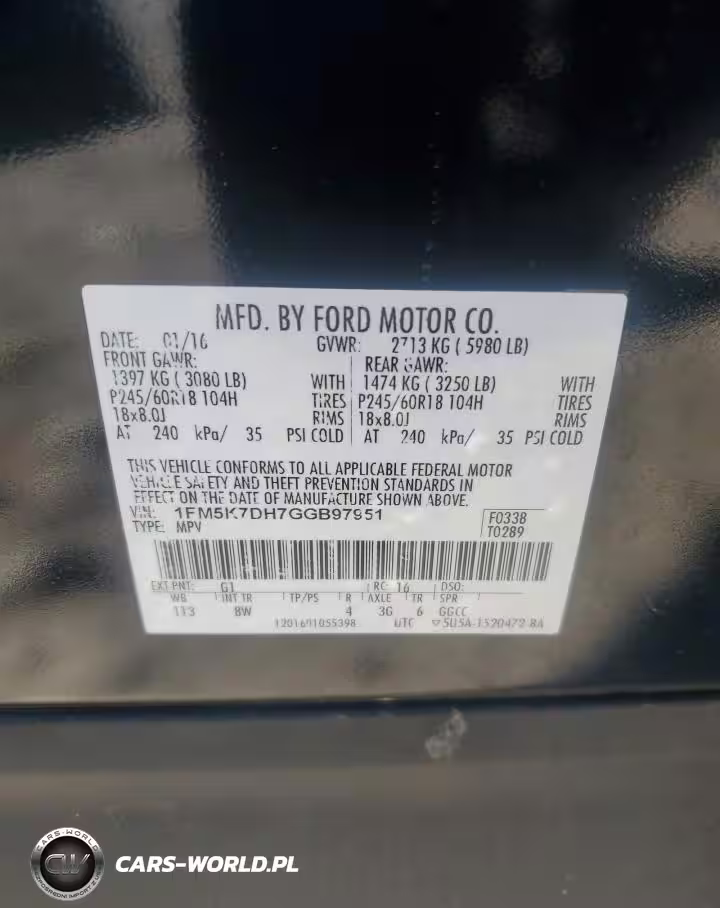 MFD. BY FORD MOTOR CO.
DATE: 01/16 GVWR: 2713 KG ( 5980 LB)
FRONT GAWR: REAR GAWR:
1397 KG ( 3080 LB) WITH 1474 KG ( 3250 LB) WITH
P245/60R18 104H TIRES P245/60R18 104H TIRES
18x8.0J RIMS 18x8.0J RIMS
AT 240 kPa/ 35 PSI COLD AT 240 kPa/ 35 PSI COLD
THIS VEHICLE CONFORMS TO ALL APPLICABLE FEDERAL MOTOR
VEHICLE SAFETY AND THEFT PREVENTION STANDARDS IN
EFFECT ON THE DATE OF MANUFACTURE SHOWN ABOVE.
VIN: 1FM5K7DH7GGB97951
TYPE: MPV
F0338
T0289
EXT PNT: G1 RC: 16 DSO:
WB INT TR TP/PS R AXLE TR SPR
113 BW 4 3G 6 GGCC
UTC
CARS-WORLD
CW
CARS-WORLD.PL